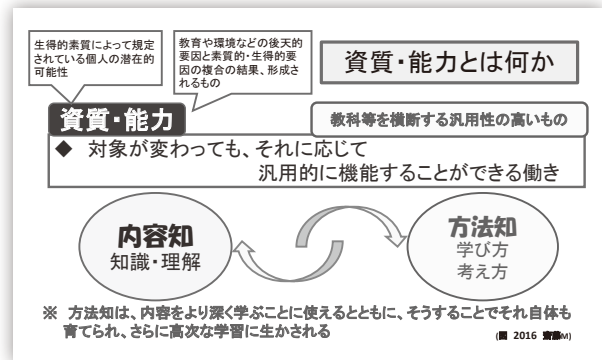 生得的素質によって規定
されている個人の潜在的
可能性
教育や環境などの後天的
要因と素質的・生得的要
因の複合の結果、形成さ
れるもの
資質・能力とは何か
資質・能力
教科等を横断する汎用性の高いもの
◆ 対象が変わっても、それに応じて
汎用的に機能することができる働き
内容知
知識・理解
方法知
学び方
考え方
※ 方法知は、内容をより深く学ぶことに使えるとともに、そうすることでそれ自体も
育てられ、さらに高次な学習に生かされる
2016